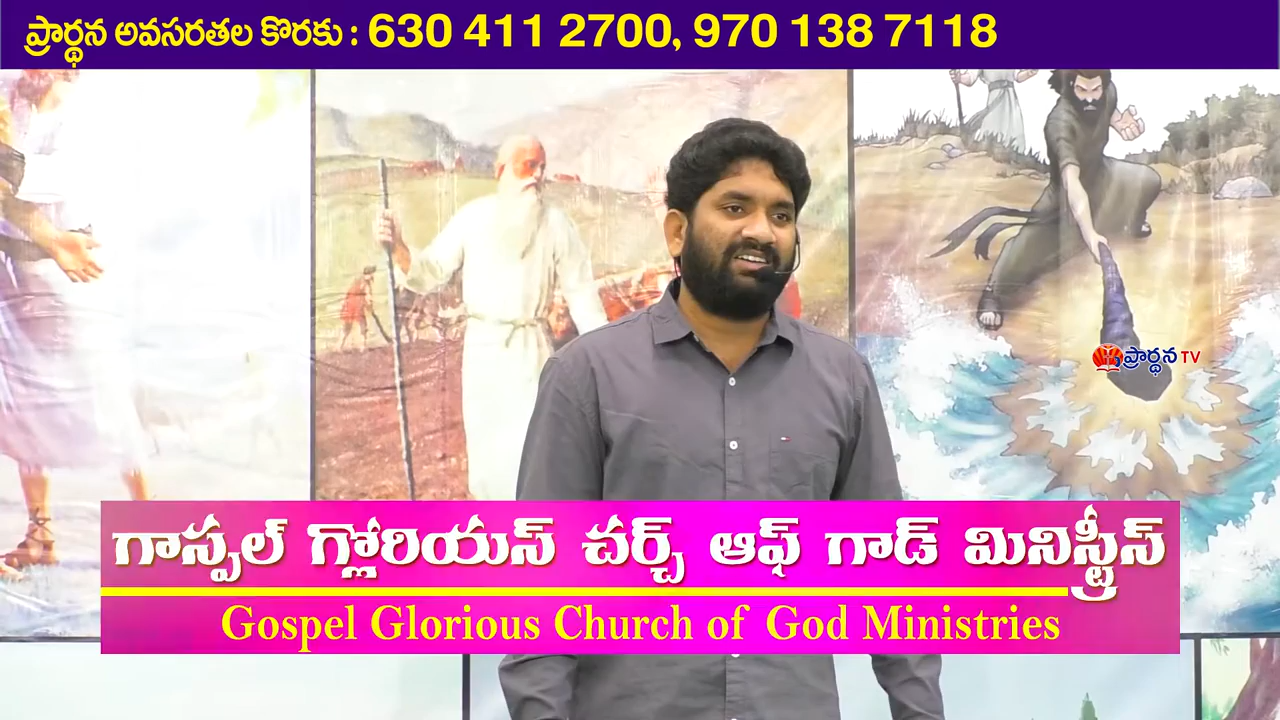 ప్రార్థన అవసరతల కొరకు : 630 411 2700, 970 138 7118
ప్రార్థన TV
గాస్పల్ గ్లోరియస్ చర్చ్ ఆఫ్ గాడ్ మినిస్ట్రీస్
Gospel Glorious Church of God Ministries